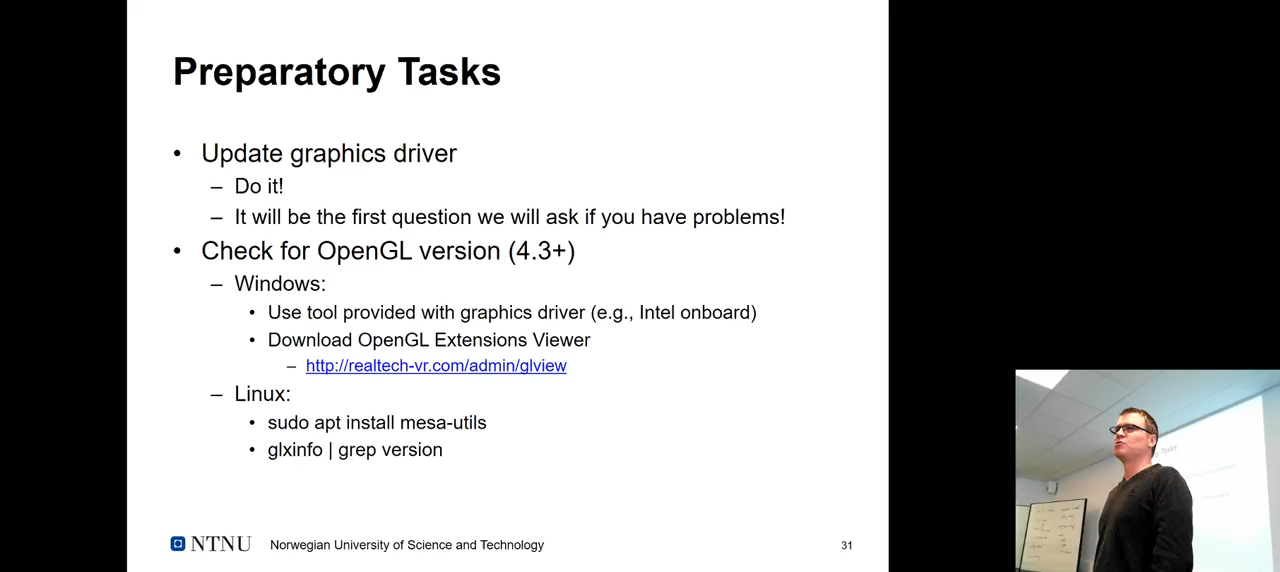 Preparatory Tasks
• Update graphics driver
– Do it!
– It will be the first question we will ask if you have problems!
• Check for OpenGL version (4.3+)
– Windows:
• Use tool provided with graphics driver (e.g., Intel onboard)
• Download OpenGL Extensions Viewer
– http://realtech-vr.com/admin/glview
– Linux:
• sudo apt install mesa-utils
• glxinfo | grep version
NTNU Norwegian University of Science and Technology 31
Tasks